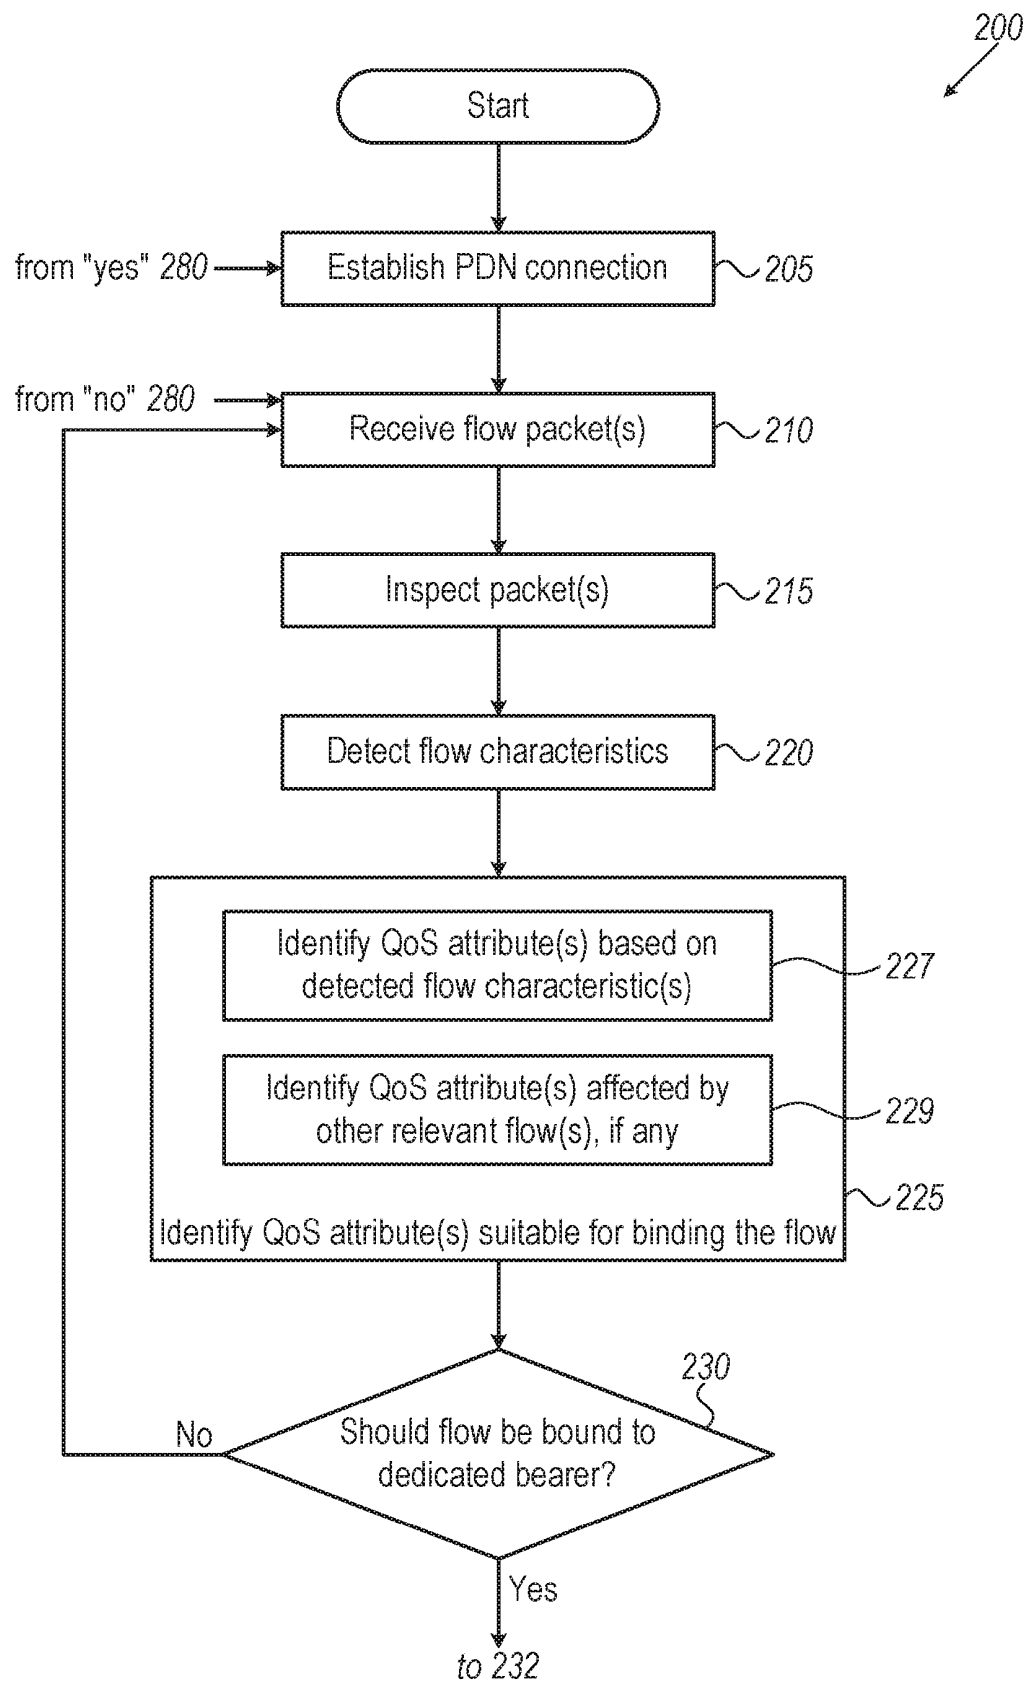 200
Start
from "yes" 280
Establish PDN connection
205
from "no" 280
Receive flow packet(s)
210
Inspect packet(s)
215
Detect flow characteristics
220
Identify QoS attribute(s) based on
detected flow characteristic(s)
227
Identify QoS attribute(s) affected by
other relevant flow(s), if any
229
225
Identify QoS attribute(s) suitable for binding the flow
230
No
Should flow be bound to
dedicated bearer?
Yes
to 232